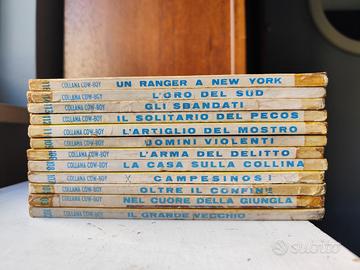 COLLANA COW-BOY UN RANGER A NEW YORK
COLLANA COW-BOY L'ORO DEL SUD
COLLANA COW-BOY GLI SBANDATI
COLLANA COW-BOY IL SOLITARIO DEL PECOS
COLLANA COW-BOY L'ARTIGLIO DEL MOSTRO
COLLANA COW-BOY UOMINI VIOLENTI
COLLANA COW-BOY L'ARMA DEL DELITTO
COLLANA COW-BOY LA CASA SULLA COLLINA
COLLANA COW-BOY CAMPESINOS!
COLLANA COW-BOY OLTRE IL CONFINE
COLLANA COW-BOY NEL CUORE DELLA GIUNGLA
COLLANA COW-BOY IL GRANDE VECCHIO
subito